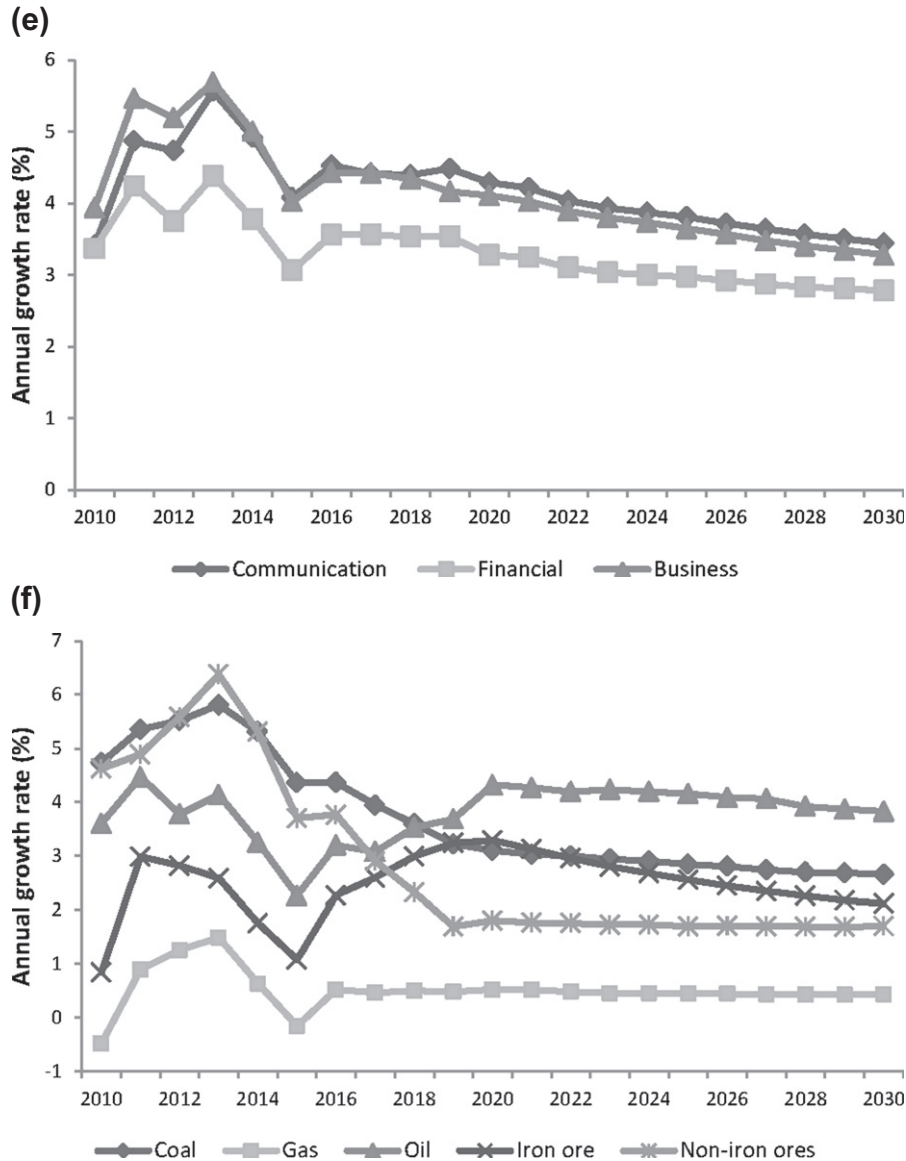 (e)
Annual growth rate (%)
6
5
4
3
2
1
0
2010 2012 2014 2016 2018 2020 2022 2024 2026 2028 2030
Communication Financial Business
(f)
Annual growth rate (%)
7
6
5
4
3
2
1
0
-1
2010 2012 2014 2016 2018 2020 2022 2024 2026 2028 2030
Coal Gas Oil Iron ore Non-iron ores